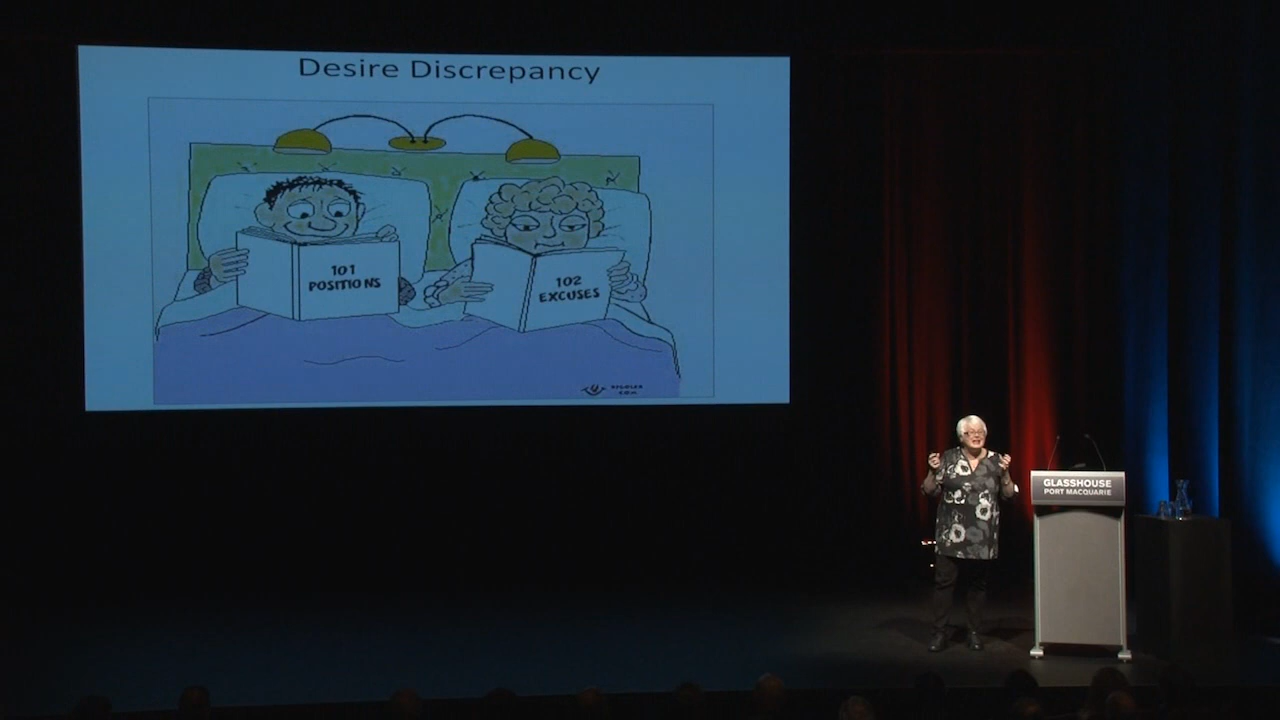 Desire Discrepancy
101
POSITIONS
102
EXCUSES
GLASSHOUSE
PORT MACQUARIE